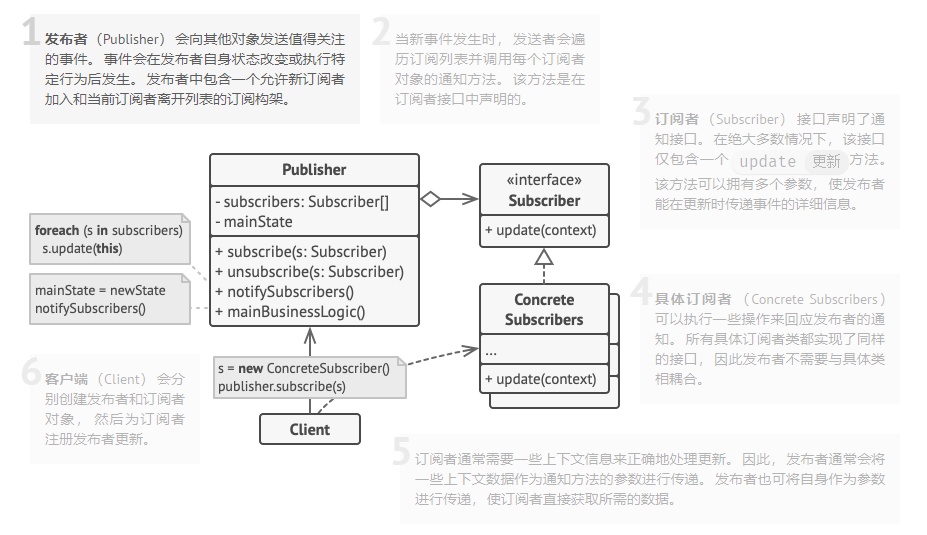 1
发布者（Publisher）会向其他对象发送值得关注
的事件。事件会在发布者自身状态改变或执行特
定行为后发生。发布者中包含一个允许新订阅者
加入和当前订阅者离开列表的订阅构架。
2
当新事件发生时，发送者会遍
历订阅列表并调用每个订阅者
对象的通知方法。该方法是在
订阅者接口中声明的。
3
订阅者（Subscriber）接口声明了通
知接口。在绝大多数情况下，该接口
仅包含一个 update 更新 方法。
该方法可以拥有多个参数，使发布者
能在更新时传递事件的详细信息。
Publisher
- subscribers: Subscriber[]
- mainState
+ subscribe(s: Subscriber)
+ unsubscribe(s: Subscriber)
+ notifySubscribers()
+ mainBusinessLogic()
«interface»
Subscriber
+ update(context)
foreach (s in subscribers)
s.update(this)
mainState = newState
notifySubscribers()
Concrete
Subscribers
...
+ update(context)
4
具体订阅者（Concrete Subscribers）
可以执行一些操作来回应发布者的通
知。所有具体订阅者类都实现了同样
的接口，因此发布者不需要与具体类
相耦合。
s = new ConcreteSubscriber()
publisher.subscribe(s)
Client
6
客户端（Client）会分
别创建发布者和订阅者
对象，然后为订阅者
注册发布者更新。
5
订阅者通常需要一些上下文信息来正确地处理更新。因此，发布者通常会将
一些上下文数据作为通知方法的参数进行传递。发布者也可将自身作为参数
进行传递，使订阅者直接获取所需的数据。